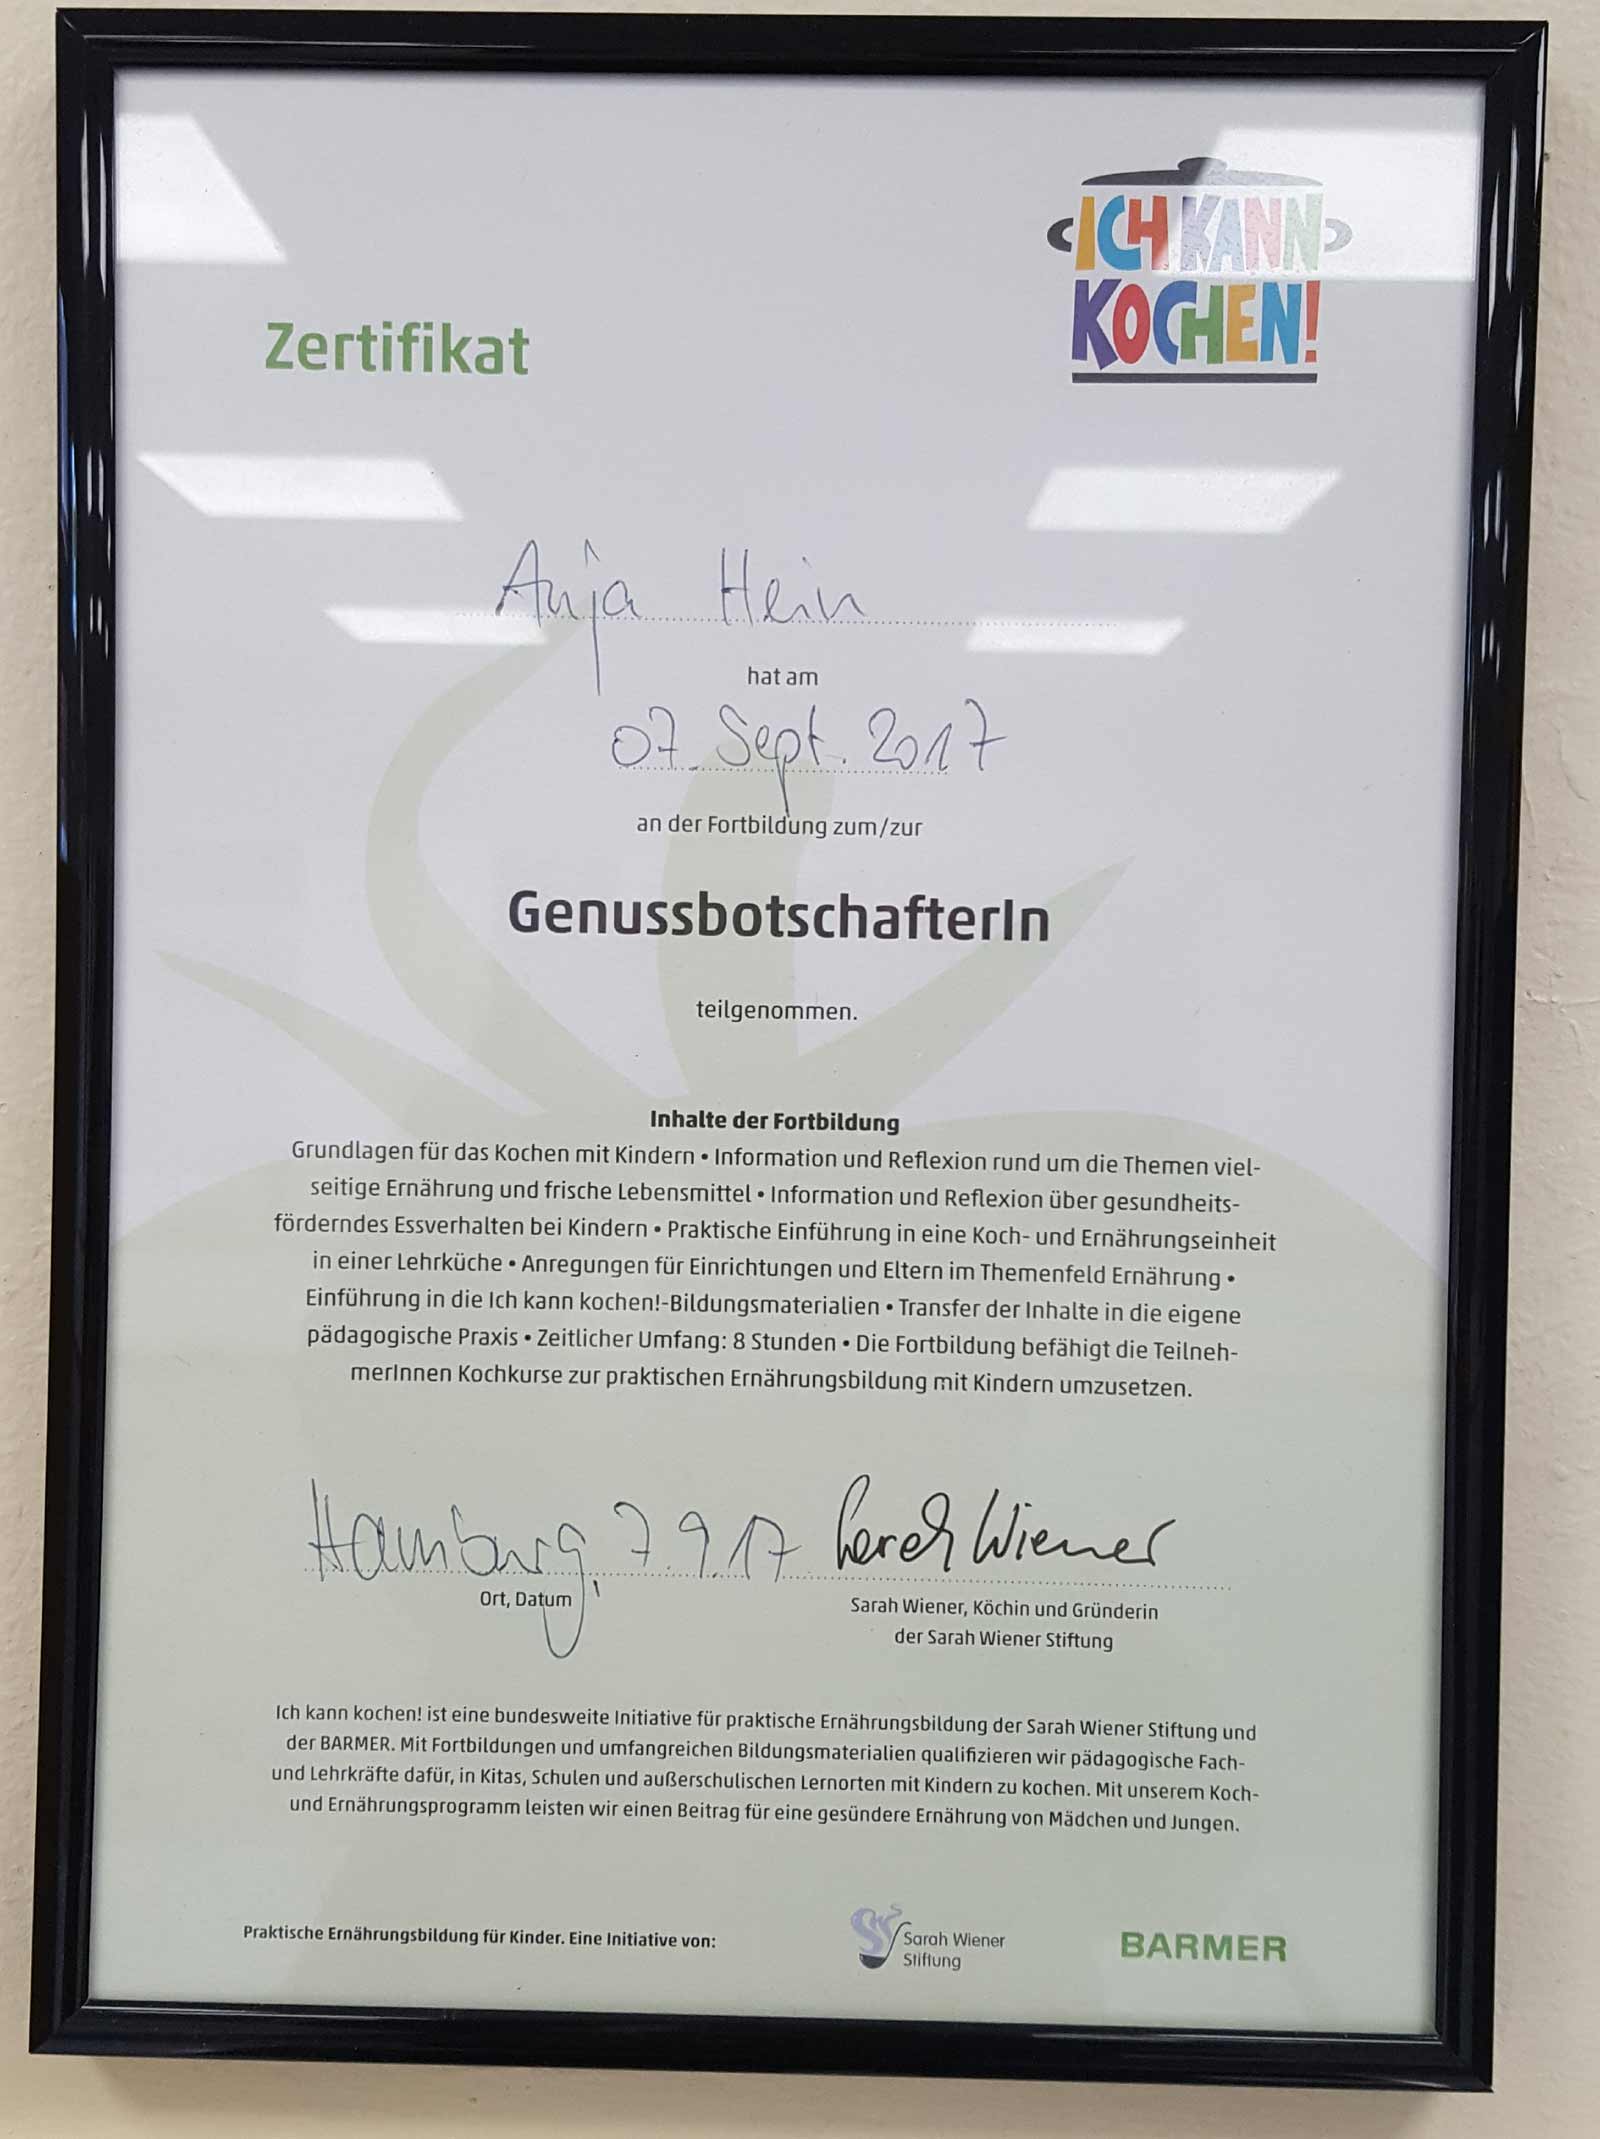 ICH KANN
KOCHEN!
Zertifikat
Anja Hein
hat am
07. Sept. 2017
an der Fortbildung zum/zur
GenussbotschafterIn
teilgenommen.
Inhalte der Fortbildung
Grundlagen für das Kochen mit Kindern • Information und Reflexion rund um die Themen viel-
seitige Ernährung und frische Lebensmittel • Information und Reflexion über gesundheits-
förderndes Essverhalten bei Kindern • Praktische Einführung in eine Koch- und Ernährungseinheit
in einer Lehrküche • Anregungen für Einrichtungen und Eltern im Themenfeld Ernährung •
Einführung in die Ich kann kochen!-Bildungsmaterialien • Transfer der Inhalte in die eigene
pädagogische Praxis • Zeitlicher Umfang: 8 Stunden • Die Fortbildung befähigt die Teilneh-
merInnen Kochkurse zur praktischen Ernährungsbildung mit Kindern umzusetzen.
Hamburg, 7.9.17 Sarah Wiener
Ort, Datum
Sarah Wiener, Köchin und Gründerin
der Sarah Wiener Stiftung
Ich kann kochen! ist eine bundesweite Initiative für praktische Ernährungsbildung der Sarah Wiener Stiftung und
der BARMER. Mit Fortbildungen und umfangreichen Bildungsmaterialien qualifizieren wir pädagogische Fach-
und Lehrkräfte dafür, in Kitas, Schulen und außerschulischen Lernorten mit Kindern zu kochen. Mit unserem Koch-
und Ernährungsprogramm leisten wir einen Beitrag für eine gesündere Ernährung von Mädchen und Jungen.
Praktische Ernährungsbildung für Kinder. Eine Initiative von:
Sarah Wiener
Stiftung
BARMER